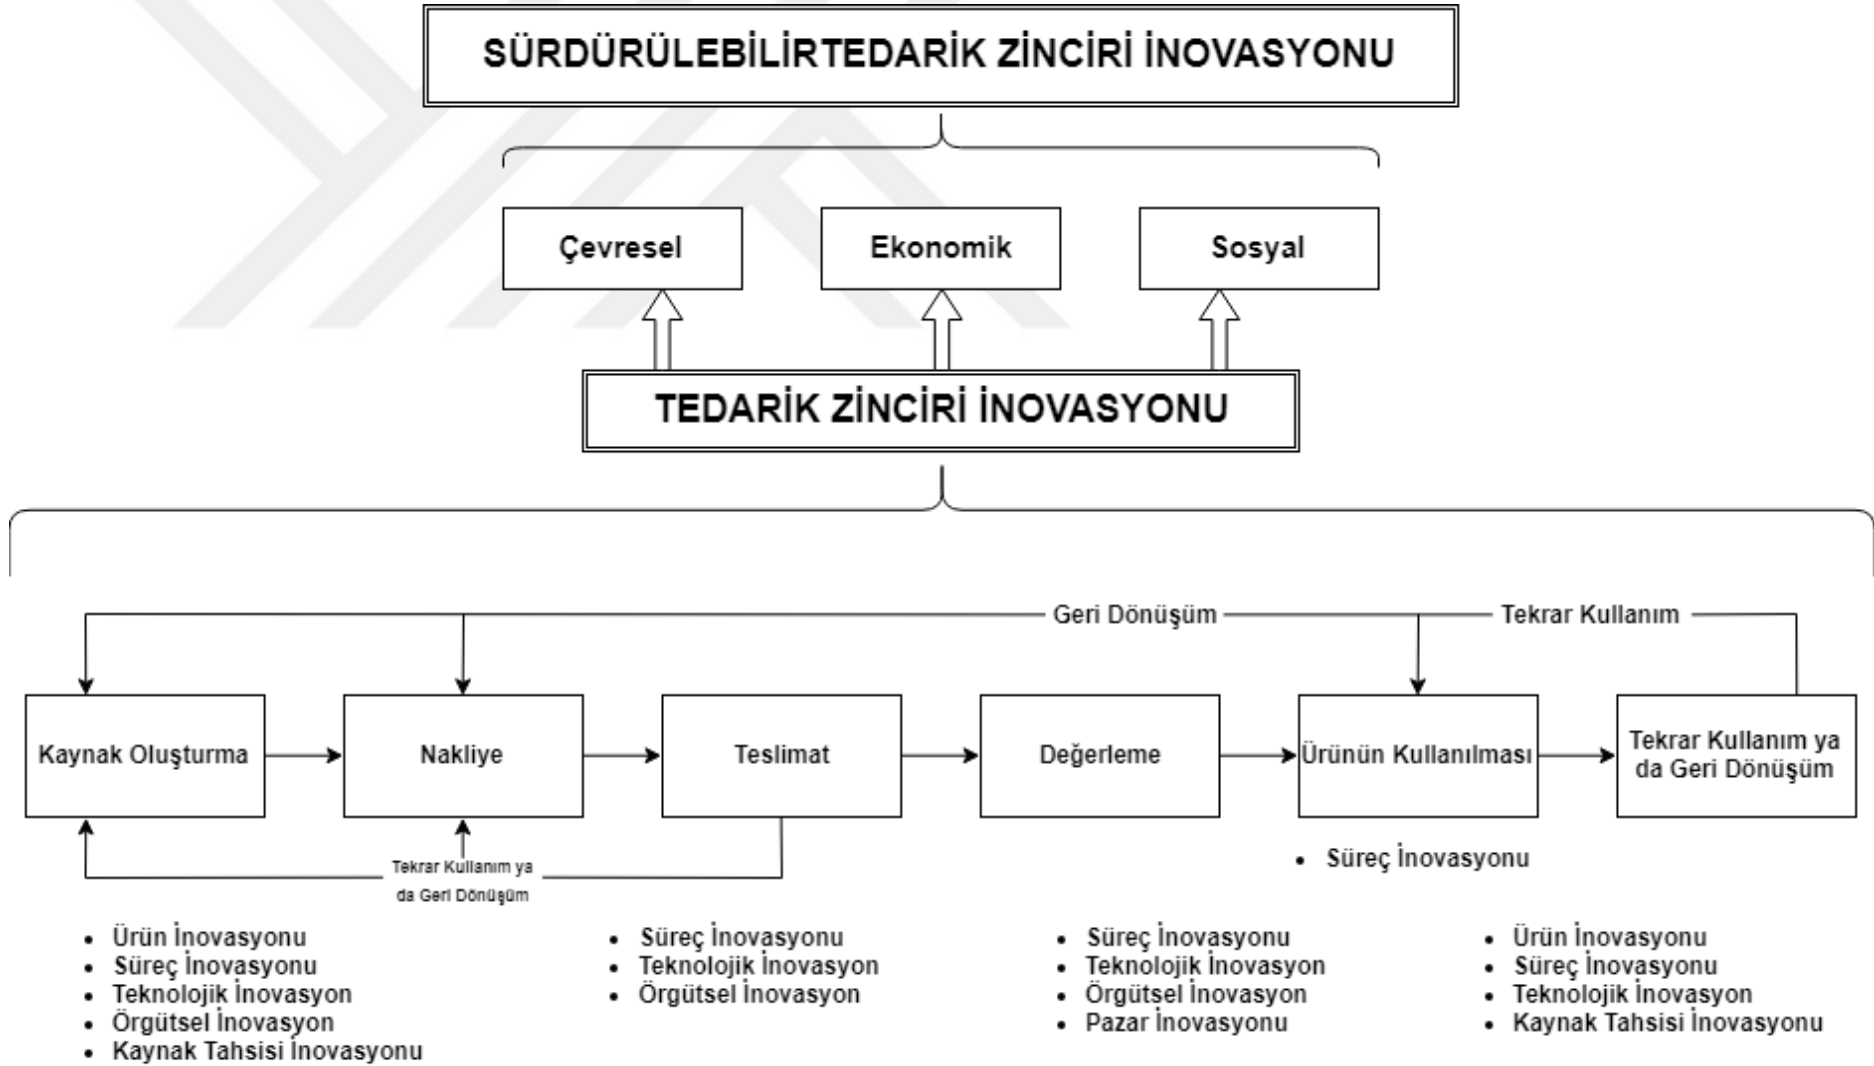 SÜRDÜRÜLEBİLİRTEDARİK ZİNCİRİ İNOVASYONU
Çevresel
Ekonomik
Sosyal
TEDARİK ZİNCİRİ İNOVASYONU
Geri Dönüşüm
Tekrar Kullanım
Kaynak Oluşturma
Nakliye
Teslimat
Değerleme
Ürünün Kullanılması
Tekrar Kullanım ya
da Geri Dönüşüm
Tekrar Kullanım ya
da Geri Dönüşüm
• Süreç İnovasyonu
• Ürün İnovasyonu
• Süreç İnovasyonu
• Teknolojik İnovasyon
• Örgütsel İnovasyon
• Kaynak Tahsisi İnovasyonu
• Süreç İnovasyonu
• Teknolojik İnovasyon
• Örgütsel İnovasyon
• Süreç İnovasyonu
• Teknolojik İnovasyon
• Örgütsel İnovasyon
• Pazar İnovasyonu
• Ürün İnovasyonu
• Süreç İnovasyonu
• Teknolojik İnovasyon
• Kaynak Tahsisi İnovasyonu